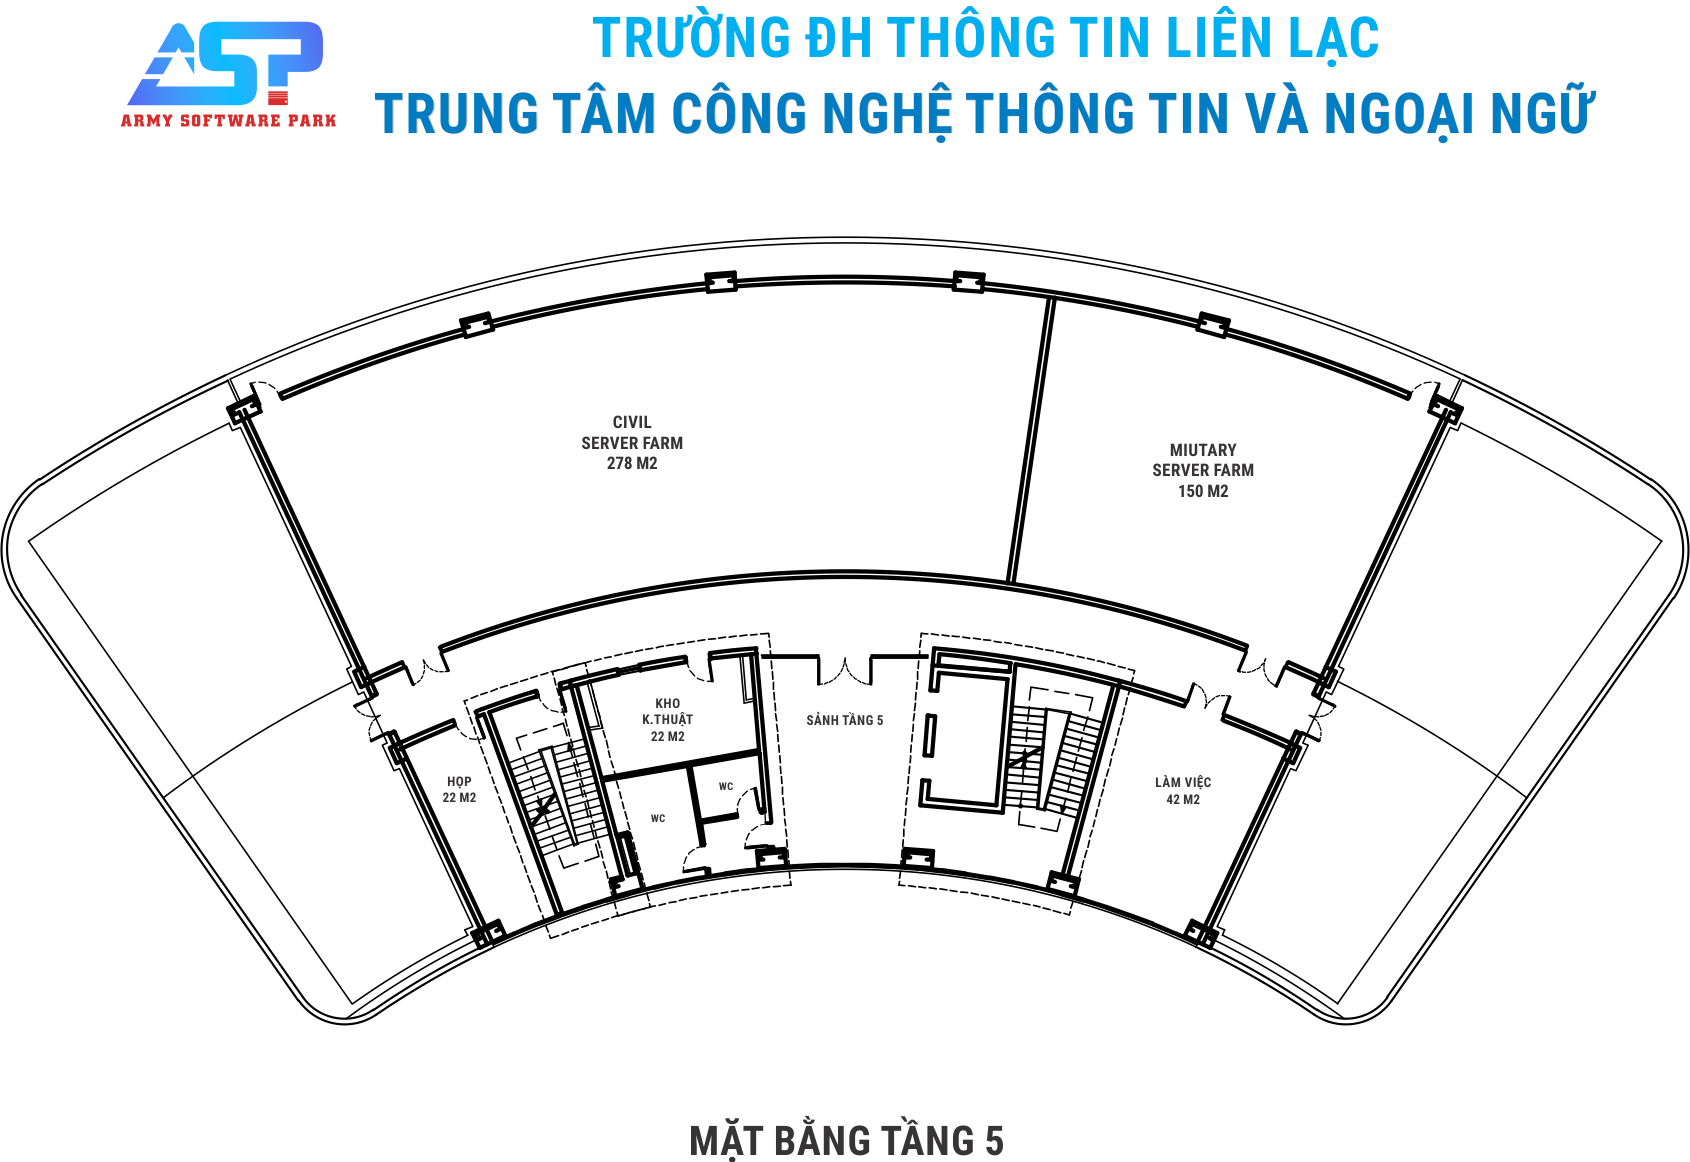 TRƯỜNG ĐH THÔNG TIN LIÊN LẠC
TRUNG TÂM CÔNG NGHỆ THÔNG TIN VÀ NGOẠI NGỮ
ASP
ARMY SOFTWARE PARK
CIVIL
SERVER FARM
278 M2
MIUTARY
SERVER FARM
150 M2
KHO
K.THUẬT
22 M2
SẢNH TẦNG 5
HỌP
22 M2
WC
WC
LÀM VIỆC
42 M2
MẶT BẰNG TẦNG 5